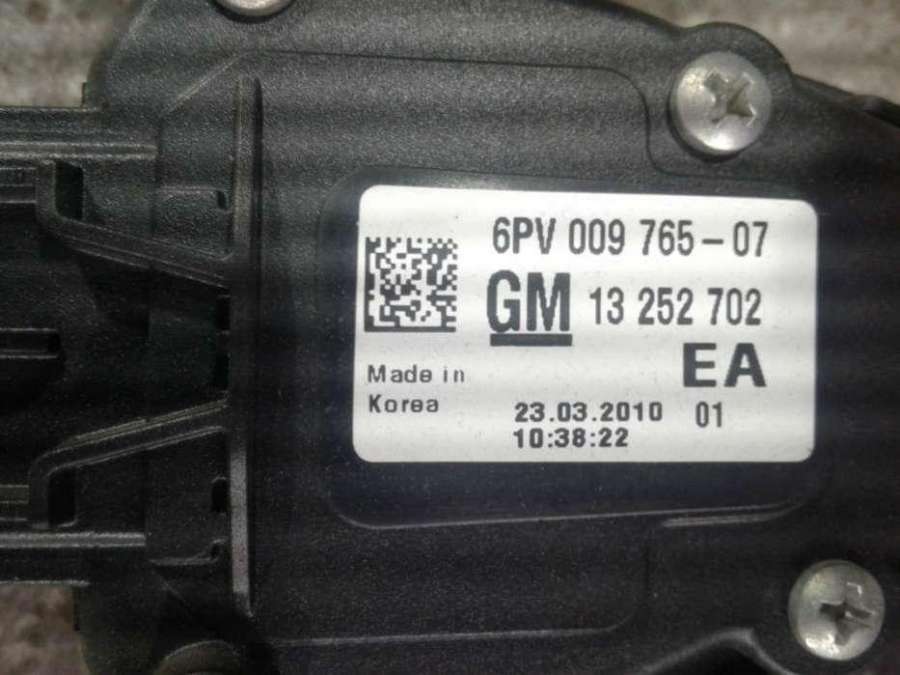 6PV 009 765-07
GM 13 252 702
EA
Made in
Korea
23.03.2010 01
10:38:22